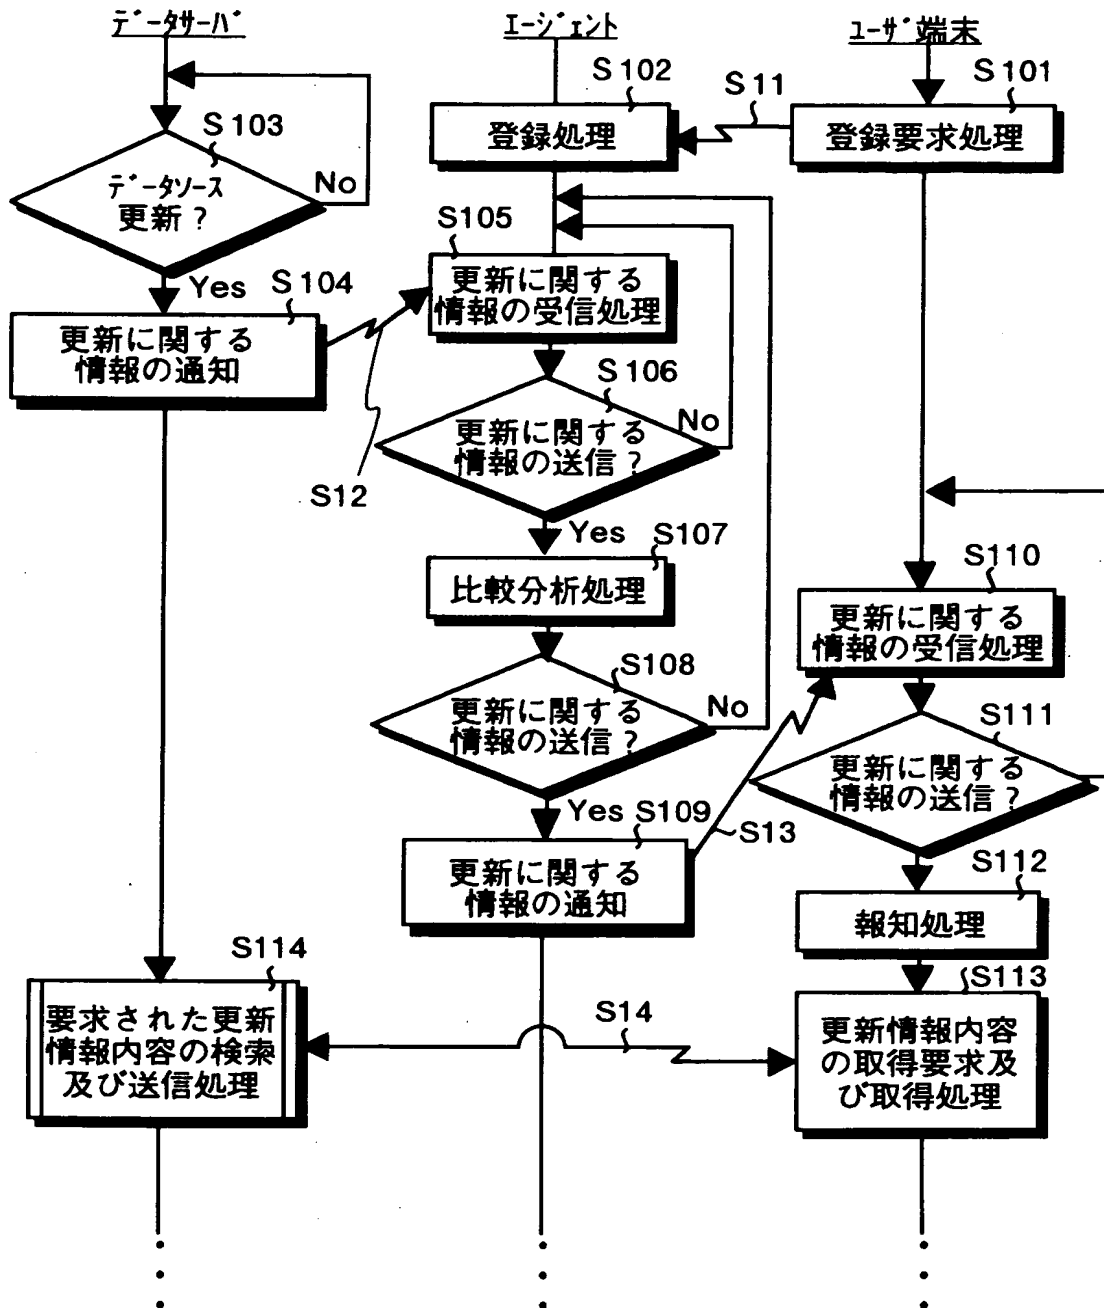 データサーバ
エージェント
ユーザ端末
S102
S11
S101
登録処理
登録要求処理
S103
データソース
更新?
No
S105
更新に関する
情報の受信処理
Yes
S104
更新に関する
情報の通知
S12
S106
更新に関する
情報の送信?
No
Yes
S107
比較分析処理
S110
更新に関する
情報の受信処理
S108
更新に関する
情報の送信?
No
S111
更新に関する
情報の送信?
Yes
S109
S13
更新に関する
情報の通知
S112
報知処理
S114
要求された更新
情報内容の検索
及び送信処理
S14
S113
更新情報内容
の取得要求及
び取得処理